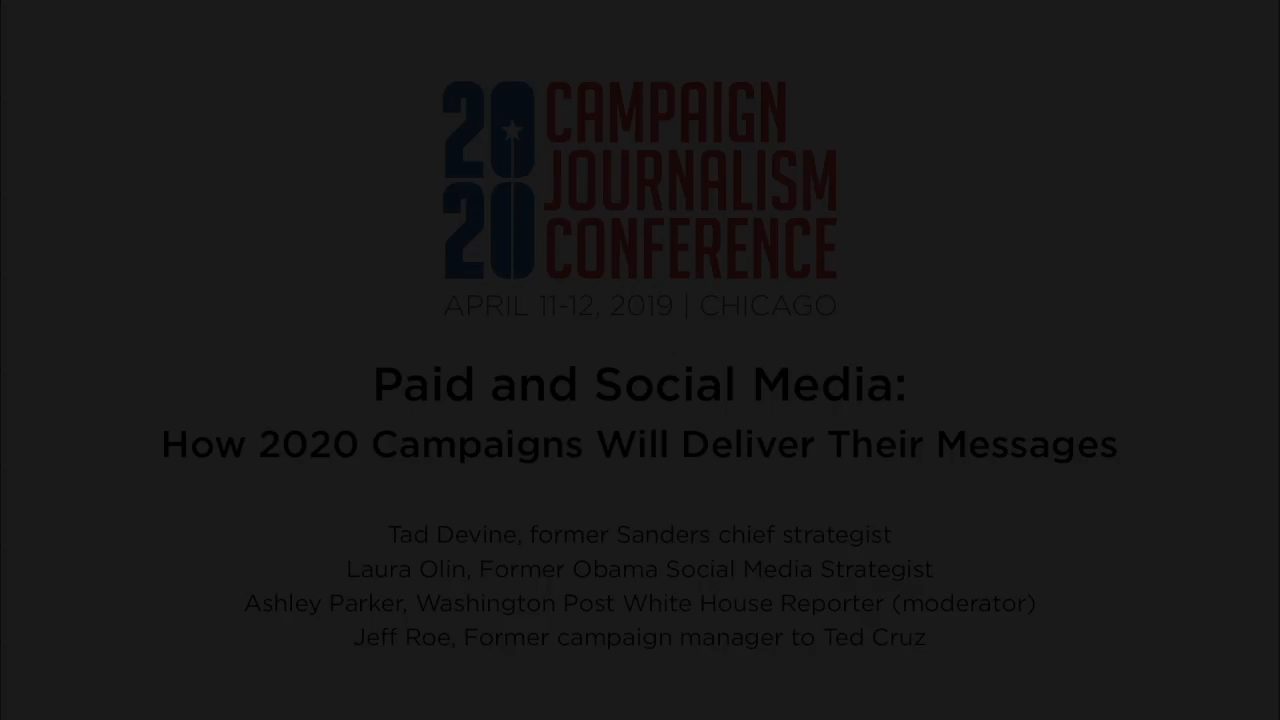 2020 CAMPAIGN
JOURNALISM
CONFERENCE
APRIL 11-12, 2019 | CHICAGO
Paid and Social Media:
How 2020 Campaigns Will Deliver Their Messages
Tad Devine, former Sanders chief strategist
Laura Olin, Former Obama Social Media Strategist
Ashley Parker, Washington Post White House Reporter (moderator)
Jeff Roe, Former campaign manager to Ted Cruz